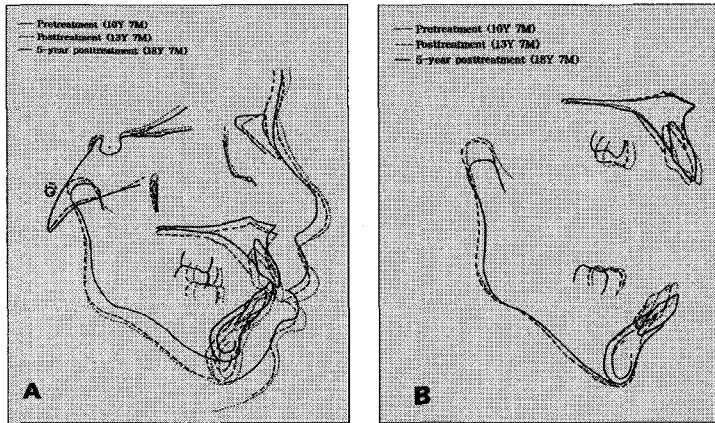 Pretreatment (10Y 7M)
Posttreatment (13Y 7M)
5-year posttreatment (18Y 7M)
A
Pretreatment (10Y 7M)
Posttreatment (13Y 7M)
5-year posttreatment (18Y 7M)
B